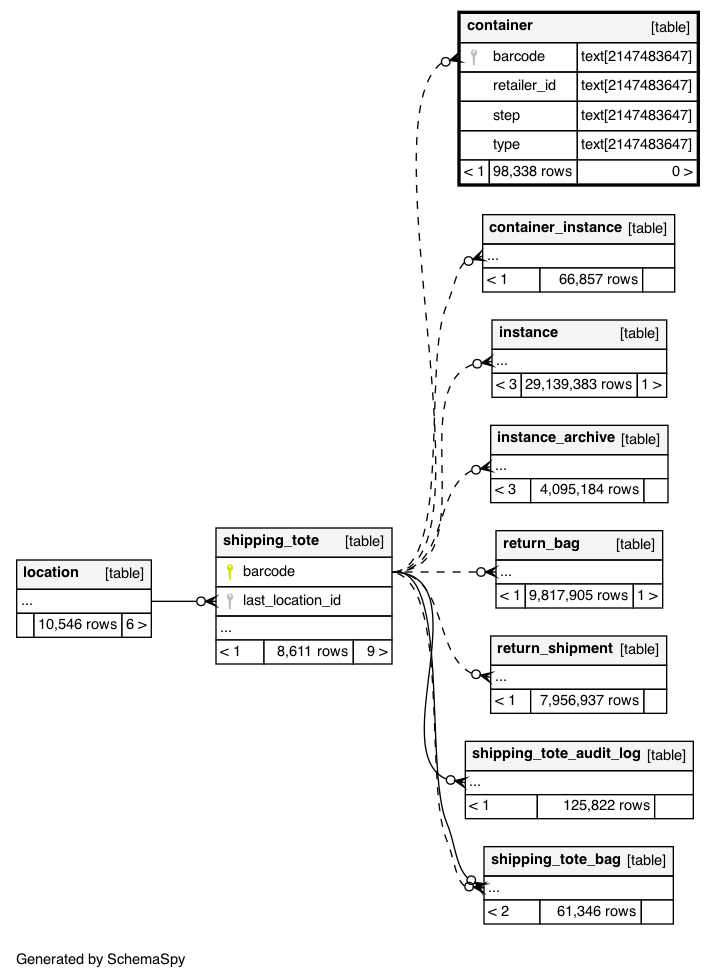 container [table]
barcode text[2147483647]
retailer_id text[2147483647]
step text[2147483647]
type text[2147483647]
< 1 98,338 rows 0 >
container_instance [table]
...
< 1 66,857 rows
instance [table]
...
< 3 29,139,383 rows 1 >
instance_archive [table]
...
< 3 4,095,184 rows
return_bag [table]
...
< 1 9,817,905 rows 1 >
location [table]
...
10,546 rows 6 >
shipping_tote [table]
barcode
last_location_id
...
< 1 8,611 rows 9 >
return_shipment [table]
...
< 1 7,956,937 rows
shipping_tote_audit_log [table]
...
< 1 125,822 rows
shipping_tote_bag [table]
...
< 2 61,346 rows
Generated by SchemaSpy